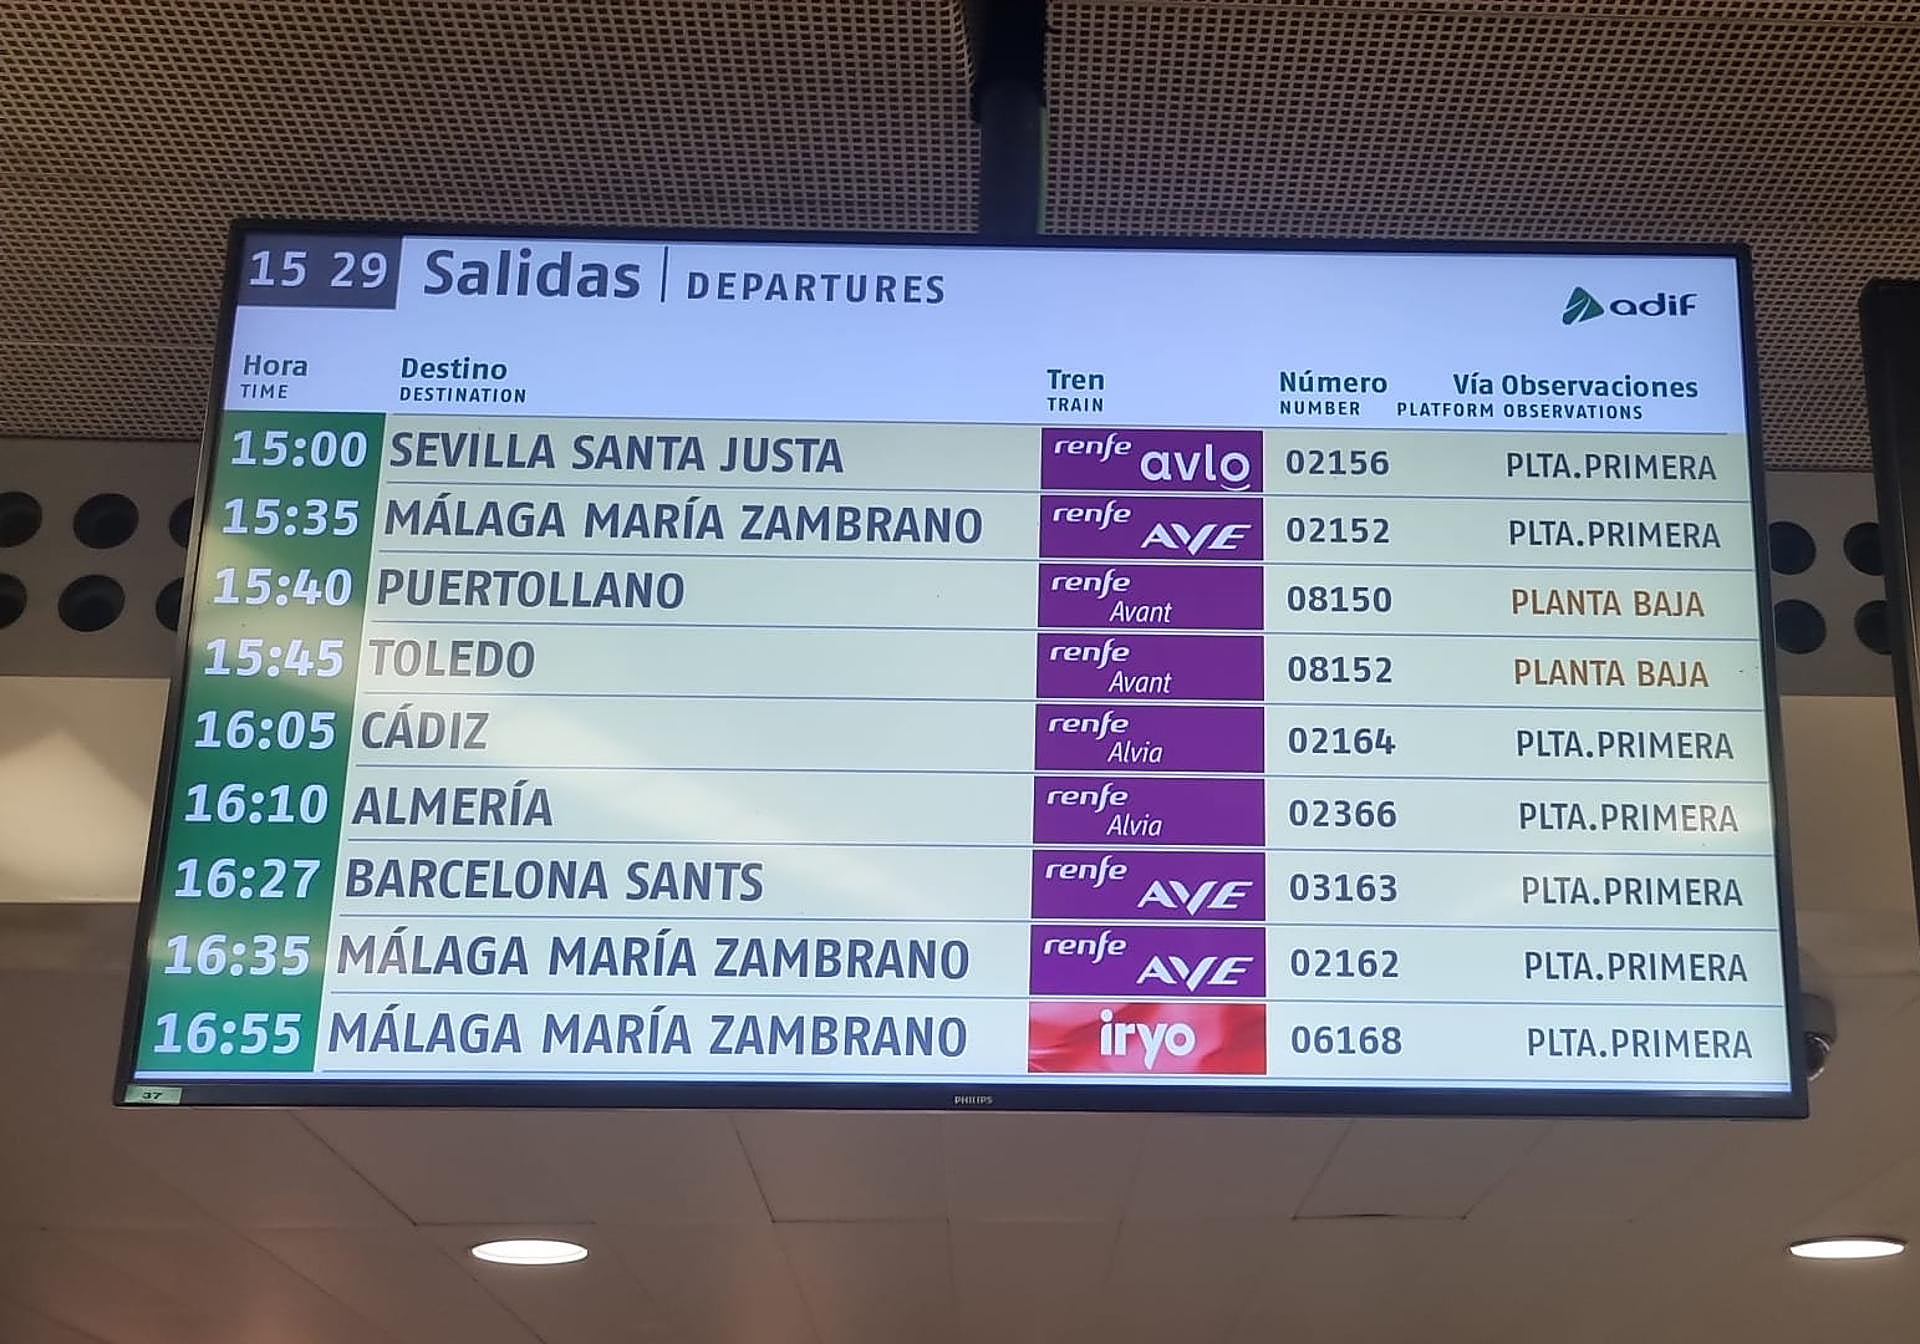 15 29 Salidas | DEPARTURES
adif
Hora Destino Tren Número Vía Observaciones
TIME DESTINATION TRAIN NUMBER PLATFORM OBSERVATIONS
15:00 SEVILLA SANTA JUSTA renfe avlo 02156 PLTA.PRIMERA
15:35 MÁLAGA MARÍA ZAMBRANO renfe AVE 02152 PLTA.PRIMERA
15:40 PUERTOLLANO renfe Avant 08150 PLANTA BAJA
15:45 TOLEDO renfe Avant 08152 PLANTA BAJA
16:05 CÁDIZ renfe Alvia 02164 PLTA.PRIMERA
16:10 ALMERÍA renfe Alvia 02366 PLTA.PRIMERA
16:27 BARCELONA SANTS renfe AVE 03163 PLTA.PRIMERA
16:35 MÁLAGA MARÍA ZAMBRANO renfe AVE 02162 PLTA.PRIMERA
16:55 MÁLAGA MARÍA ZAMBRANO iryo 06168 PLTA.PRIMERA
37
PHILIPS